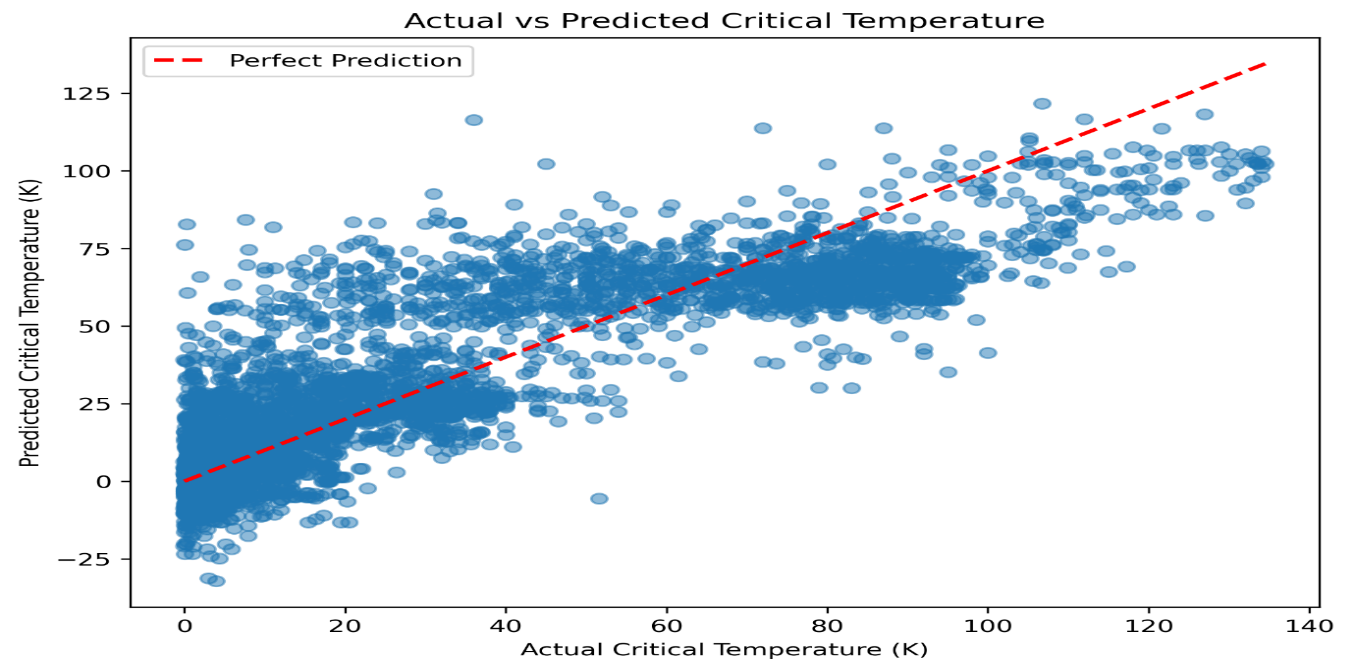 Actual vs Predicted Critical Temperature
Perfect Prediction
Predicted Critical Temperature (K)
125
100
75
50
25
0
−25
0 20 40 60 80 100 120 140
Actual Critical Temperature (K)